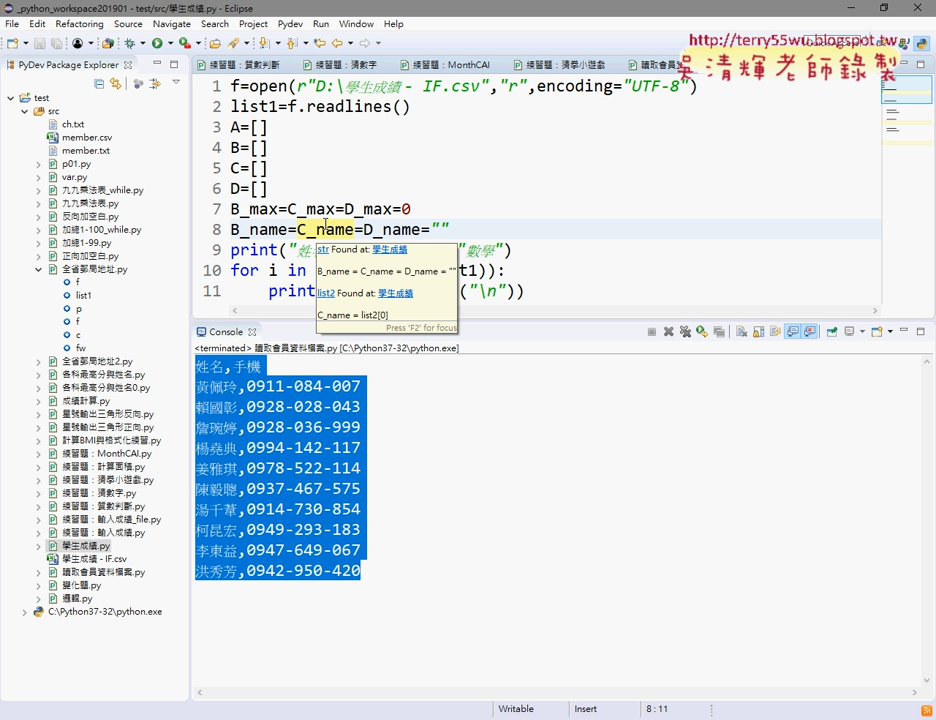 _python_workspace201901 - test/src/學生成績.py - Eclipse
File Edit Refactoring Source Navigate Search Project Pydev Run Window Help
http://terry55wu.blogspot.tw
吳清輝老師錄製
PyDev Package Explorer
練習題：質數判斷
練習題：猜數字
練習題：MonthCAI
練習題：猜學小遊戲
讀取會員資
test
src
ch.txt
member.csv
member.txt
p01.py
var.py
九九乘法表_while.py
九九乘法表.py
反向加空白.py
加總1-100_while.py
加總1-99.py
正向加空白.py
全省郵局地址.py
f
list1
p
f
c
fw
全省郵局地址2.py
各科最高分與姓名.py
各科最高分與姓名0.py
成績計算.py
星號輸出三角形反向.py
星號輸出三角形正向.py
計算BMI與格式化練習.py
練習題：MonthCAI.py
練習題：計算面積.py
練習題：猜學小遊戲.py
練習題：猜數字.py
練習題：質數判斷.py
練習題：輸入成績_file.py
練習題：輸入成績.py
學生成績.py
學生成績 - IF.csv
讀取會員資料檔案.py
變化題.py
邏輯.py
C:\Python37-32\python.exe
1 f=open(r"D:\學生成績 - IF.csv","r",encoding="UTF-8")
2 list1=f.readlines()
3 A=[]
4 B=[]
5 C=[]
6 D=[]
7 B_max=C_max=D_max=0
8 B_name=C_name=D_name=""
9 print("姓 "數學")
10 for i in t1)):
11 print ("\n"))
str Found at: 學生成績
B_name = C_name = D_name = ""
list2 Found at: 學生成績
C_name = list2[0]
Press 'F2' for focus
Console
<terminated> 讀取會員資料檔案.py [C:\Python37-32\python.exe]
姓名,手機
黃佩玲,0911-084-007
賴國彰,0928-028-043
詹琬婷,0928-036-999
楊堯典,0994-142-117
姜雅琪,0978-522-114
陳毅聰,0937-467-575
湯千葦,0914-730-854
柯昆宏,0949-293-183
李東益,0947-649-067
洪秀芳,0942-950-420
Writable Insert 8 : 11